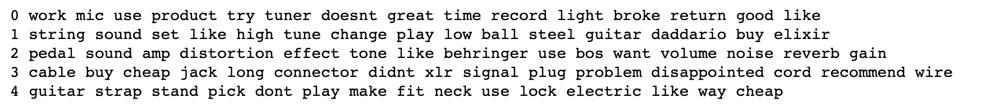 0 work mic use product try tuner doesnt great time record light broke return good like
1 string sound set like high tune change play low ball steel guitar daddario buy elixir
2 pedal sound amp distortion effect tone like behringer use bos want volume noise reverb gain
3 cable buy cheap jack long connector didnt xlr signal plug problem disappointed cord recommend wire
4 guitar strap stand pick dont play make fit neck use lock electric like way cheap